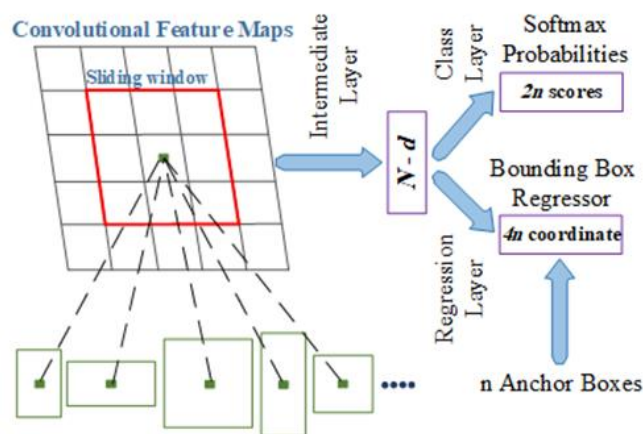 Convolutional Feature Maps
Sliding window
Intermediate
Layer
N - d
Class
Layer
Softmax
Probabilities
2n scores
Bounding Box
Regressor
4n coordinate
Regression
Layer
n Anchor Boxes